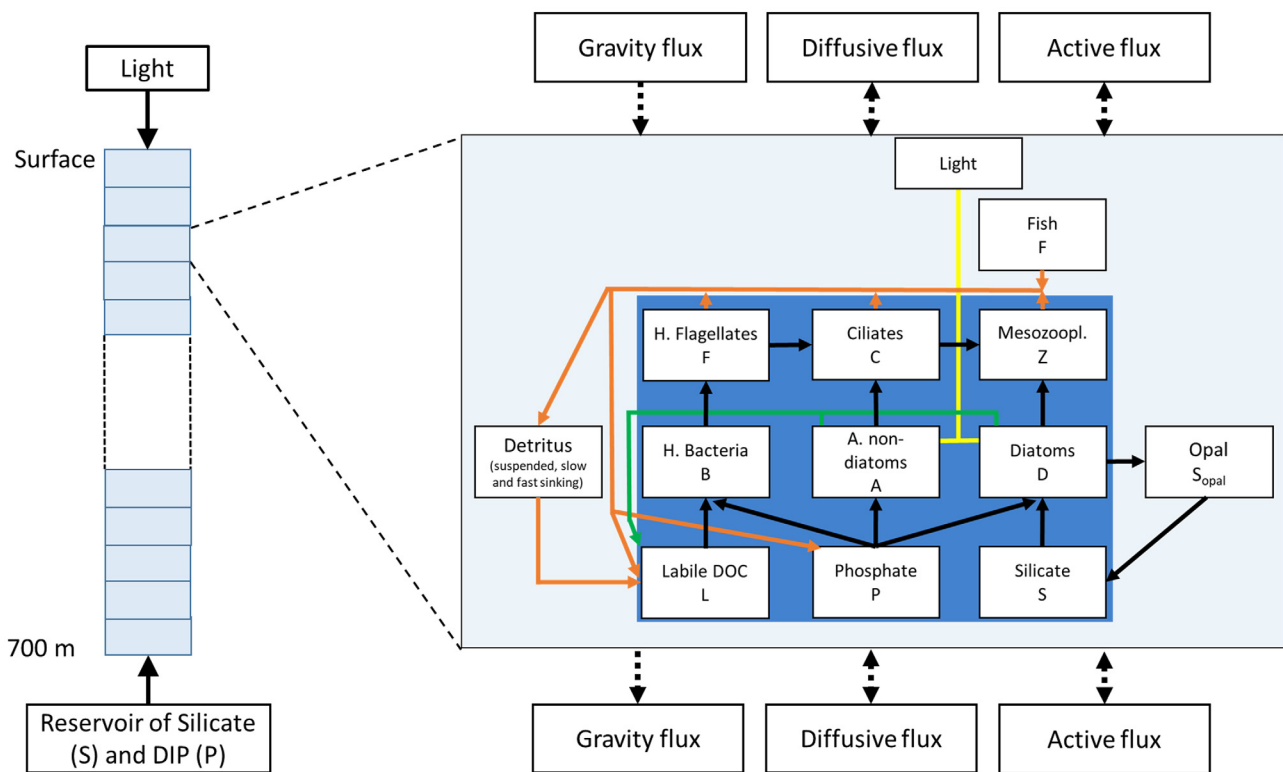 Gravity flux
Diffusive flux
Active flux
Light
Surface
700 m
Reservoir of Silicate
(S) and DIP (P)
Light
Fish
F
H. Flagellates
F
Ciliates
C
Mesozoopl.
Z
Detritus
(suspended, slow
and fast sinking)
H. Bacteria
B
A. non-
diatoms
A
Diatoms
D
Opal
Sopal
Labile DOC
L
Phosphate
P
Silicate
S
Gravity flux
Diffusive flux
Active flux